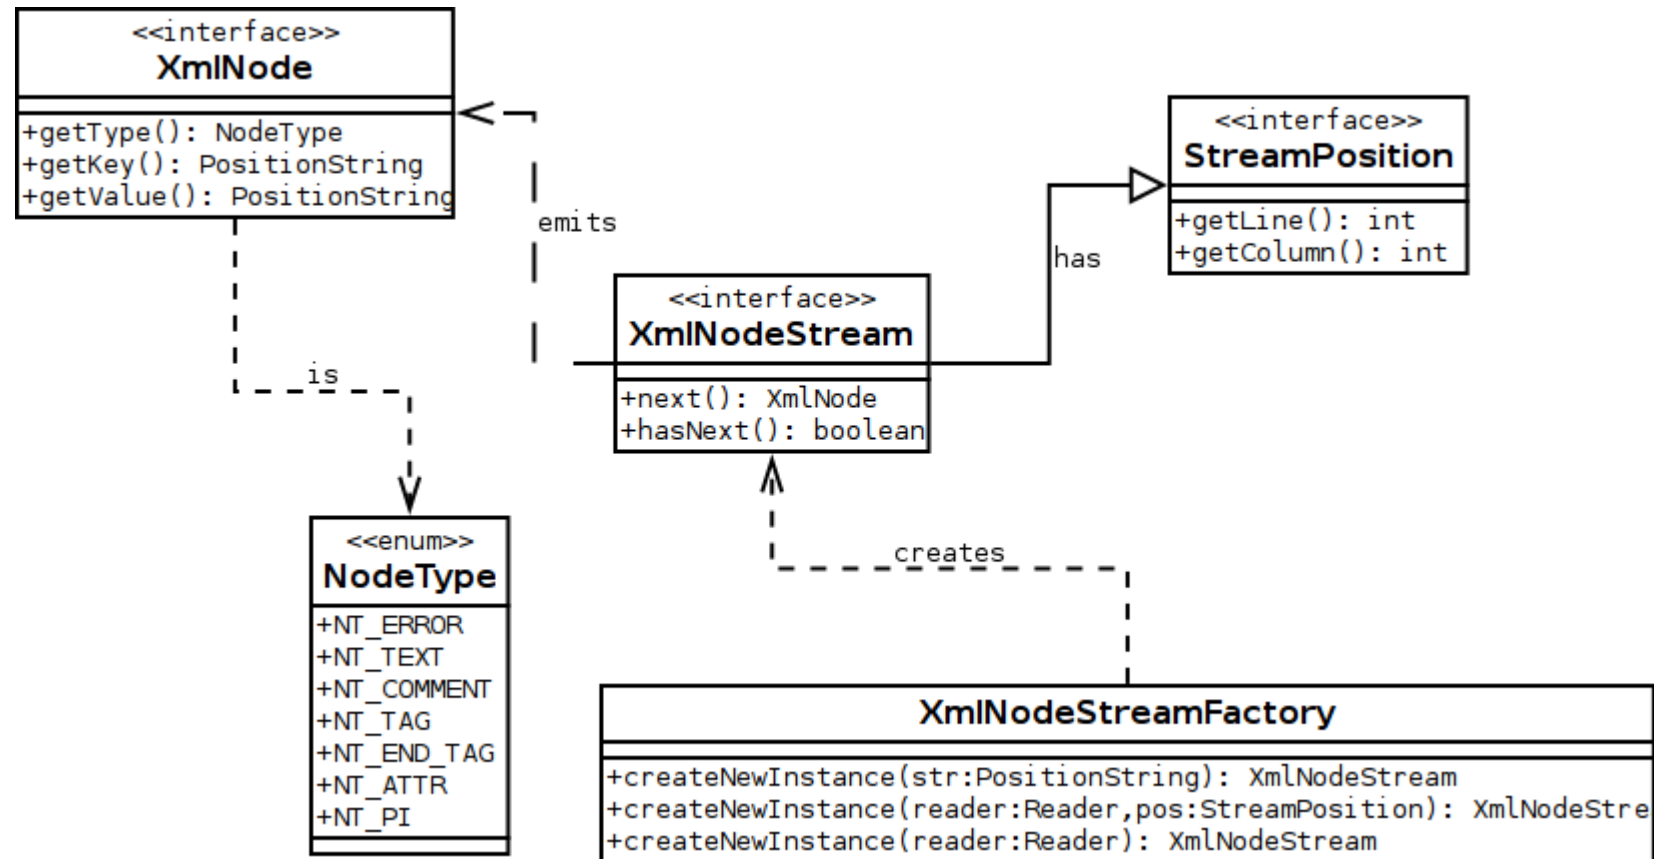 <<interface>>
XmlNode
+getType(): NodeType
+getKey(): PositionString
+getValue(): PositionString
emits
is
<<interface>>
StreamPosition
+getLine(): int
+getColumn(): int
has
<<interface>>
XmlNodeStream
+next(): XmlNode
+hasNext(): boolean
creates
<<enum>>
NodeType
+NT_ERROR
+NT_TEXT
+NT_COMMENT
+NT_TAG
+NT_END_TAG
+NT_ATTR
+NT_PI
XmlNodeStreamFactory
+createNewInstance(str:PositionString): XmlNodeStream
+createNewInstance(reader:Reader,pos:StreamPosition): XmlNodeStre
+createNewInstance(reader:Reader): XmlNodeStream